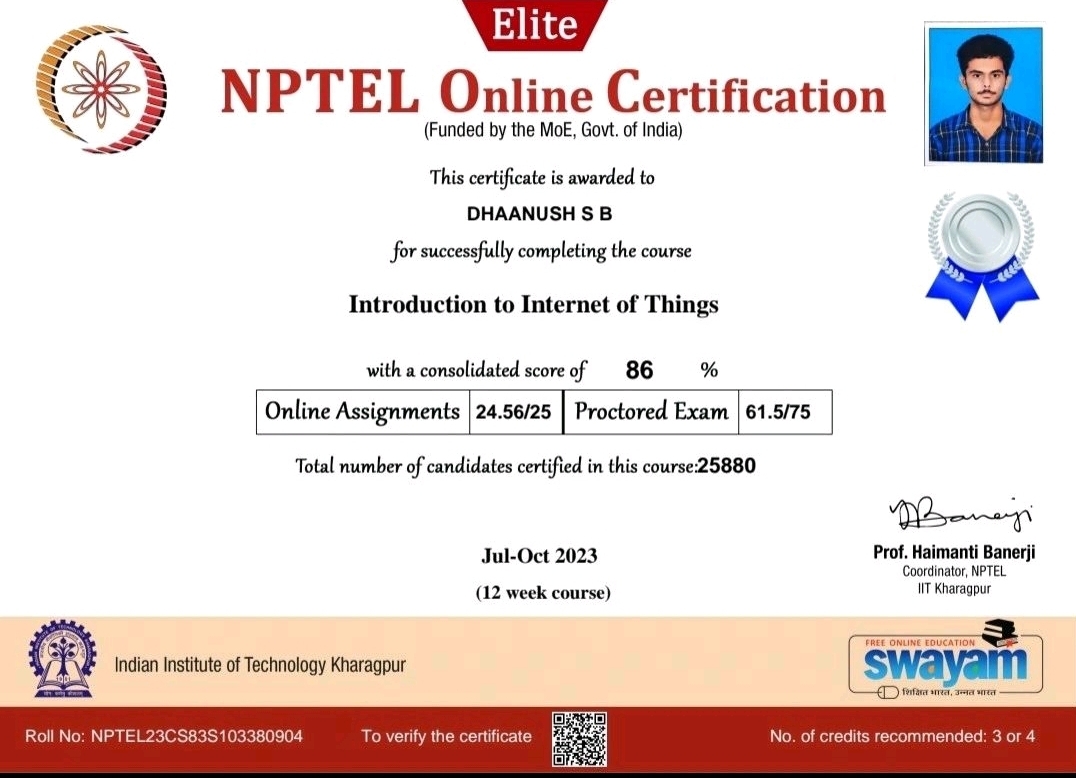 Elite
NPTEL Online Certification
(Funded by the MoE, Govt. of India)
This certificate is awarded to
DHAANUSH S B
for successfully completing the course
Introduction to Internet of Things
with a consolidated score of 86 %
Online Assignments 24.56/25 Proctored Exam 61.5/75
Total number of candidates certified in this course:25880
Prof. Haimanti Banerji
Coordinator, NPTEL
IIT Kharagpur
Jul-Oct 2023
(12 week course)
Indian Institute of Technology Kharagpur
FREE ONLINE EDUCATION
swayam
शिक्षित भारत, उन्नत भारत
Roll No: NPTEL23CS83S103380904 To verify the certificate No. of credits recommended: 3 or 4